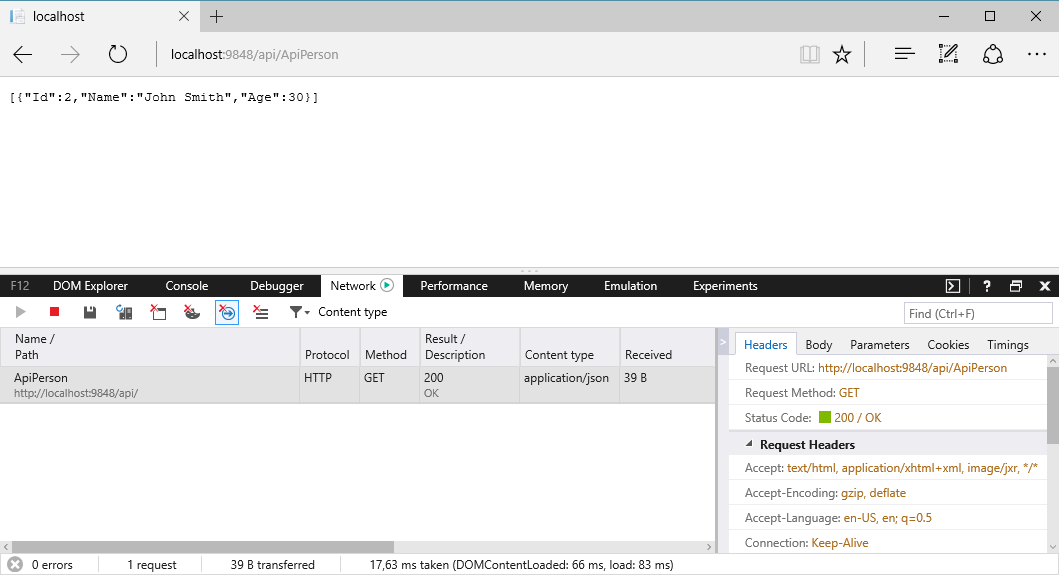 localhost
localhost:9848/api/ApiPerson
[{"Id":2,"Name":"John Smith","Age":30}]
F12 DOM Explorer Console Debugger Network Performance Memory Emulation Experiments ?
Content type Find (Ctrl+F)
Name /
Path Protocol Method Result /
Description Content type Received
ApiPerson HTTP GET 200 application/json 39 B
http://localhost:9848/api/ OK
Headers Body Parameters Cookies Timings
Request URL: http://localhost:9848/api/ApiPerson
Request Method: GET
Status Code: 200 / OK
Request Headers
Accept: text/html, application/xhtml+xml, image/jxr, */*
Accept-Encoding: gzip, deflate
Accept-Language: en-US, en; q=0.5
Connection: Keep-Alive
0 errors 1 request 39 B transferred 17,63 ms taken (DOMContentLoaded: 66 ms, load: 83 ms)